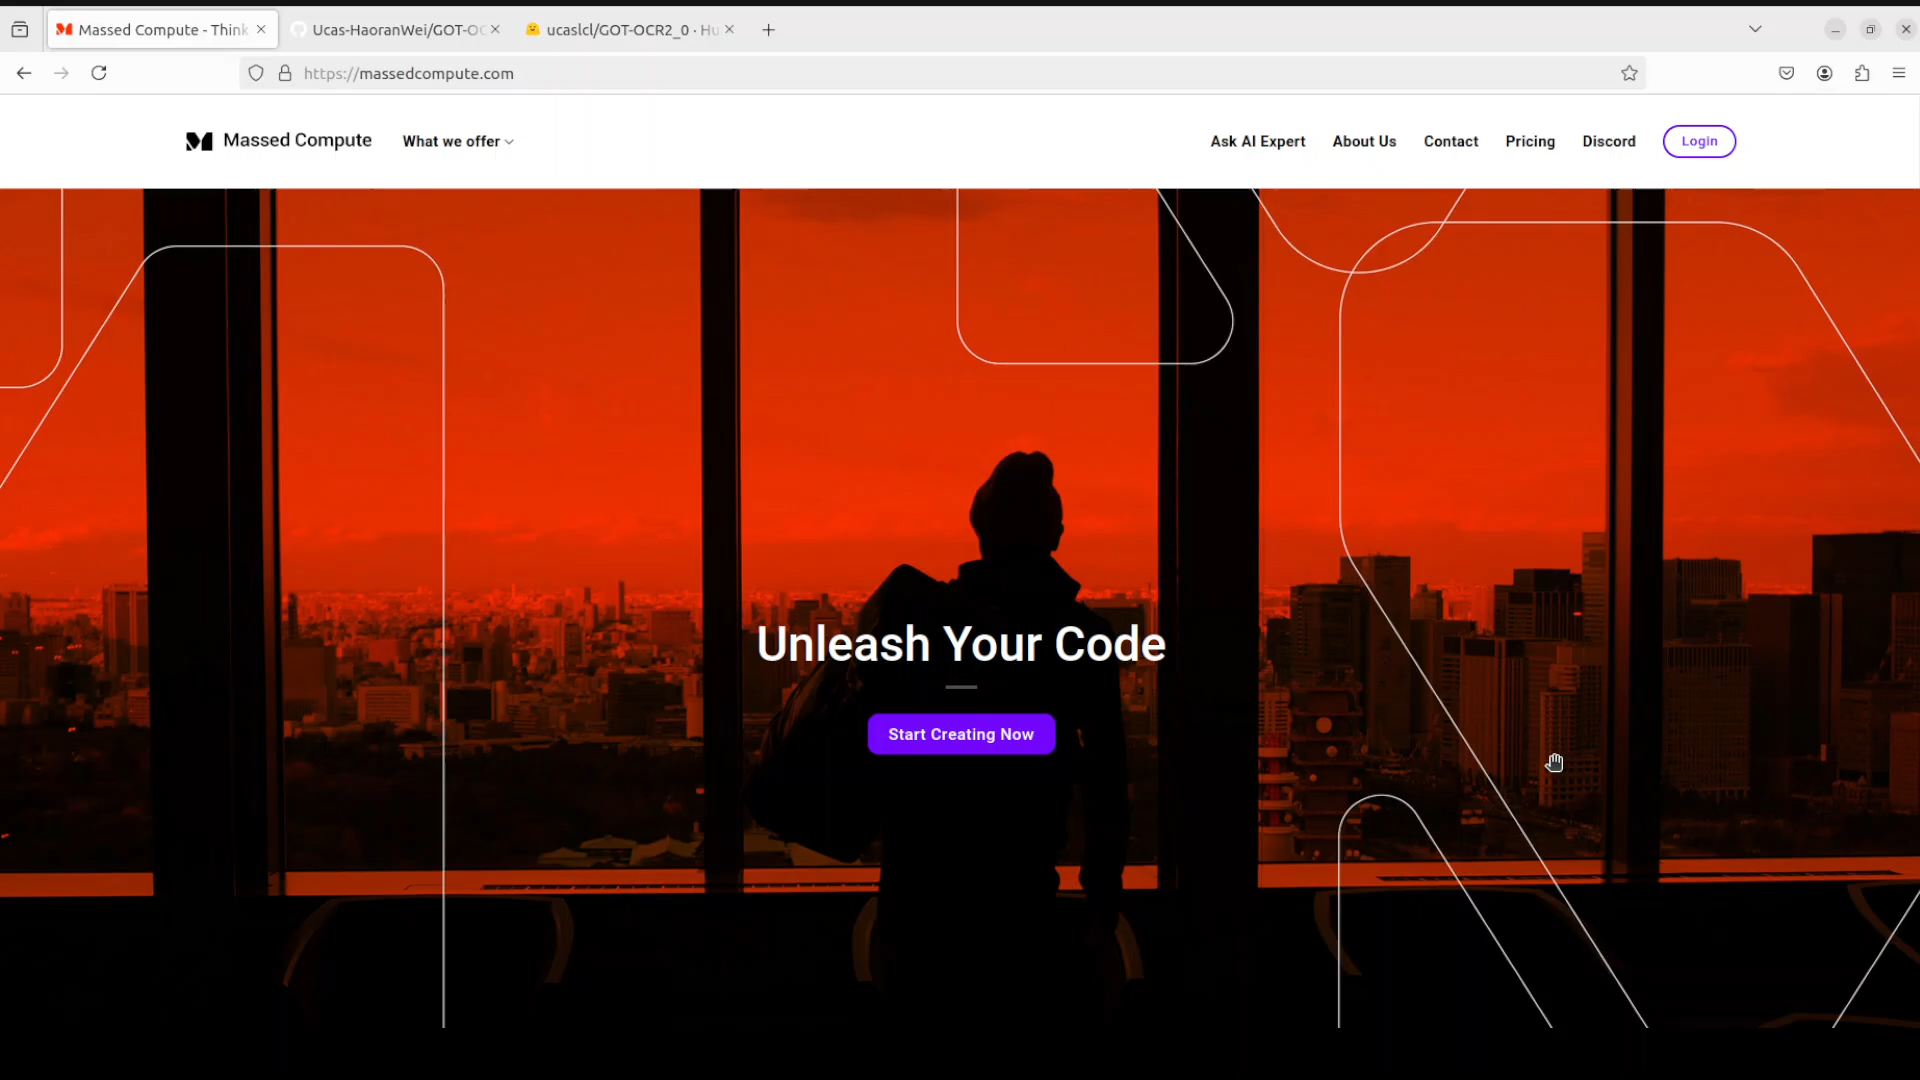 Massed Compute - Think
Ucas-HaoranWei/GOT-OC
ucaslcl/GOT-OCR2_0 · Hu
https://massedcompute.com
Massed Compute
What we offer
Ask AI Expert
About Us
Contact
Pricing
Discord
Login
Unleash Your Code
Start Creating Now